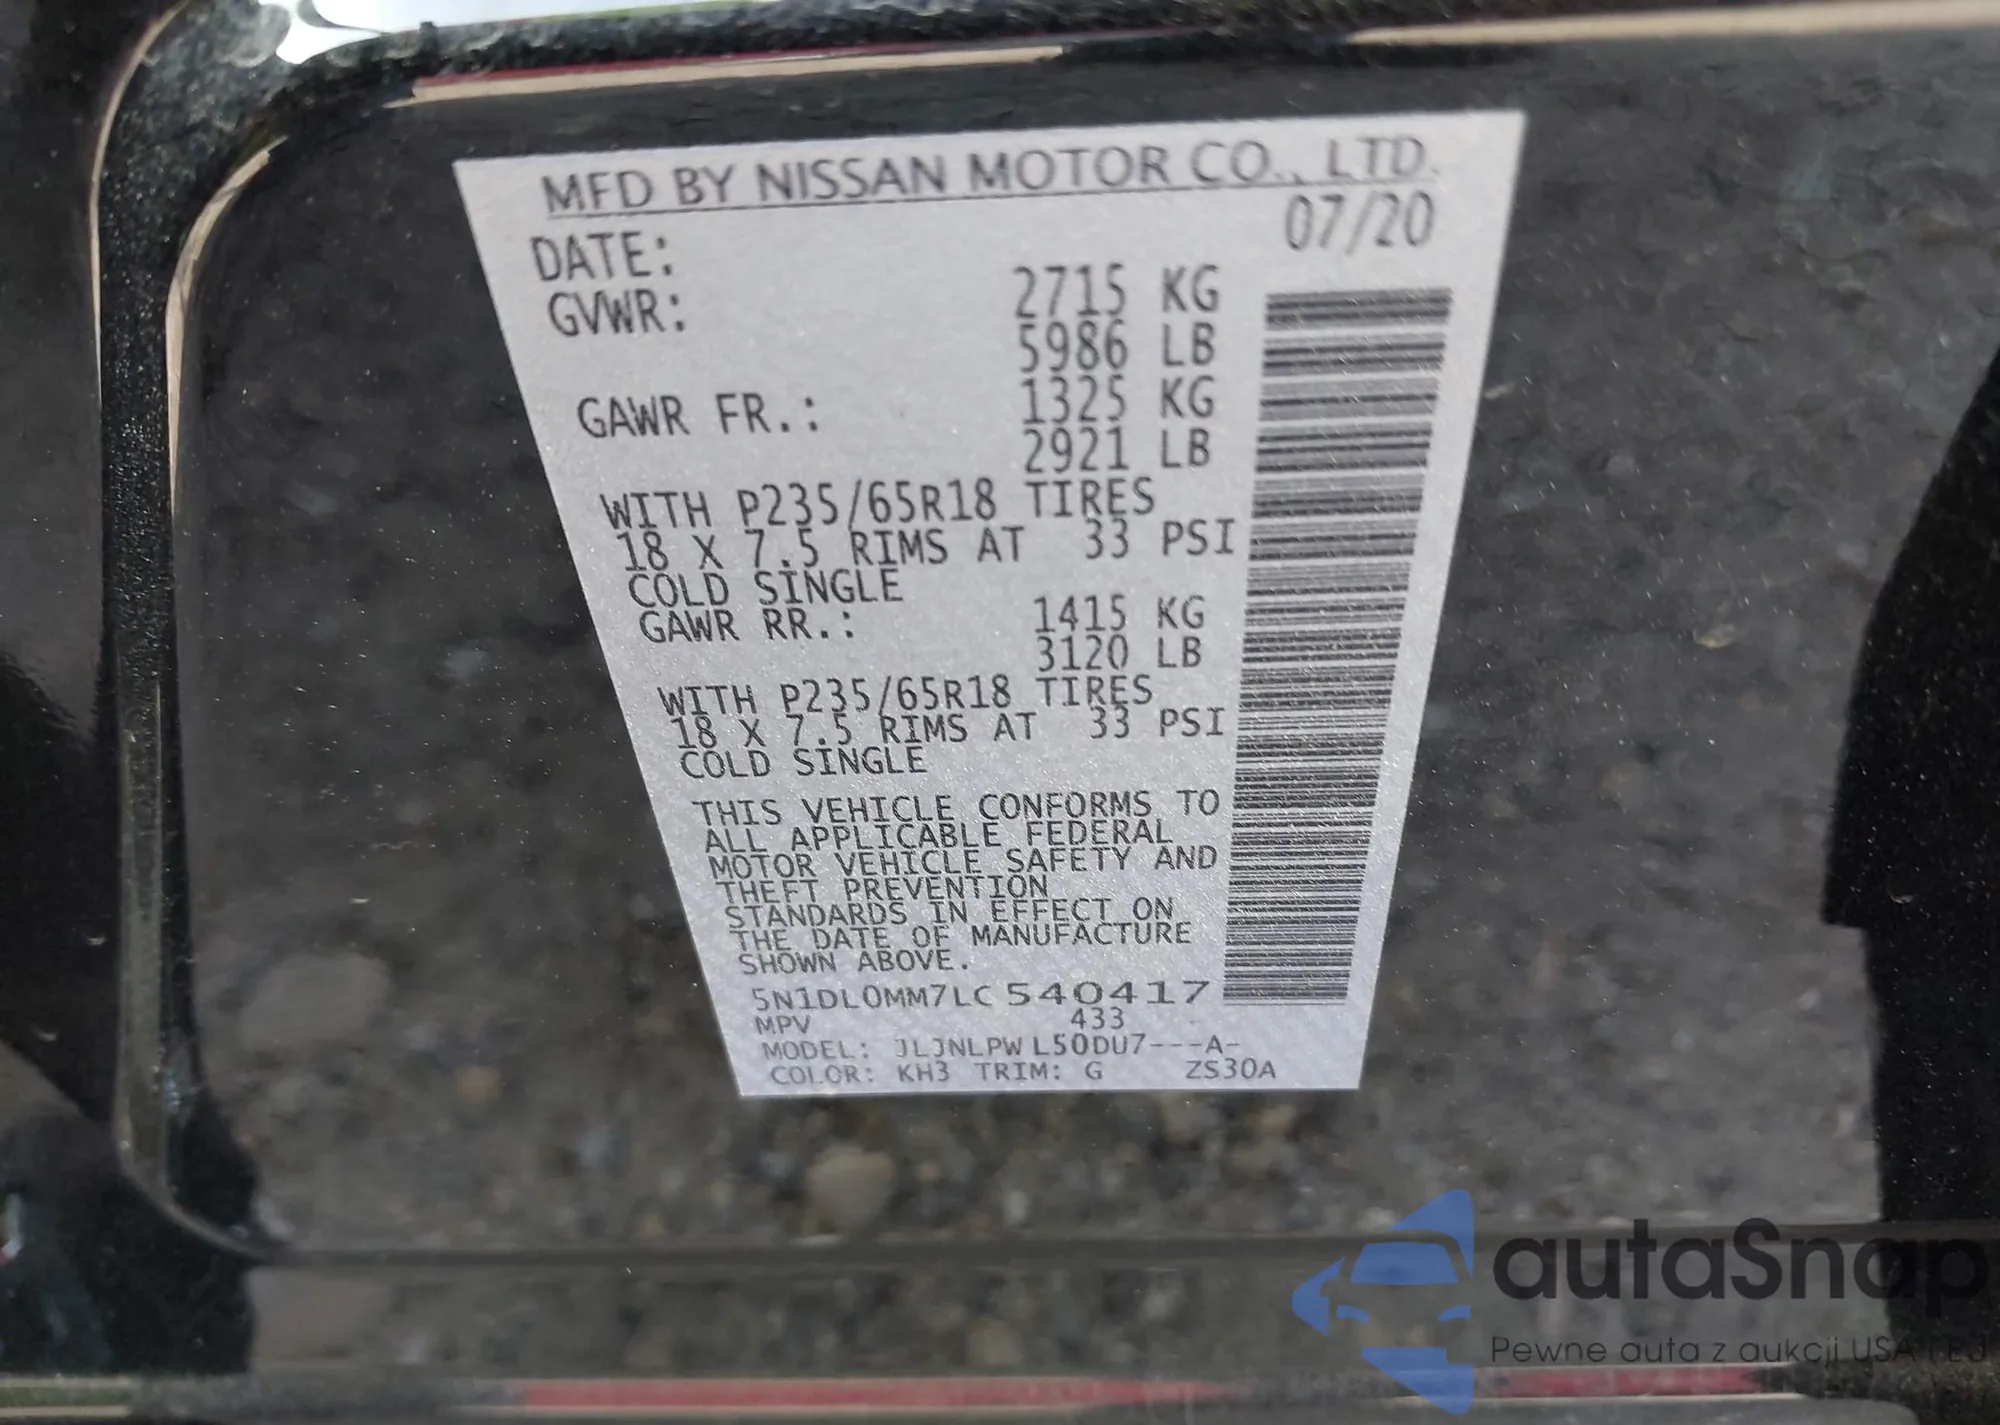 MFD BY NISSAN MOTOR CO., LTD.
DATE: 07/20
GVWR: 2715 KG
5986 LB
GAWR FR.: 1325 KG
2921 LB
WITH P235/65R18 TIRES
18 X 7.5 RIMS AT 33 PSI
COLD SINGLE
GAWR RR.: 1415 KG
3120 LB
WITH P235/65R18 TIRES
18 X 7.5 RIMS AT 33 PSI
COLD SINGLE
THIS VEHICLE CONFORMS TO
ALL APPLICABLE FEDERAL
MOTOR VEHICLE SAFETY AND
THEFT PREVENTION
STANDARDS IN EFFECT ON
THE DATE OF MANUFACTURE
SHOWN ABOVE.
5N1DL0MM7LC540417
MPV 433
MODEL: JLJNLPW L50DU7---A-
COLOR: KH3 TRIM: G ZS30A
autaSnap
Pewne auta z aukcji USA i EJ